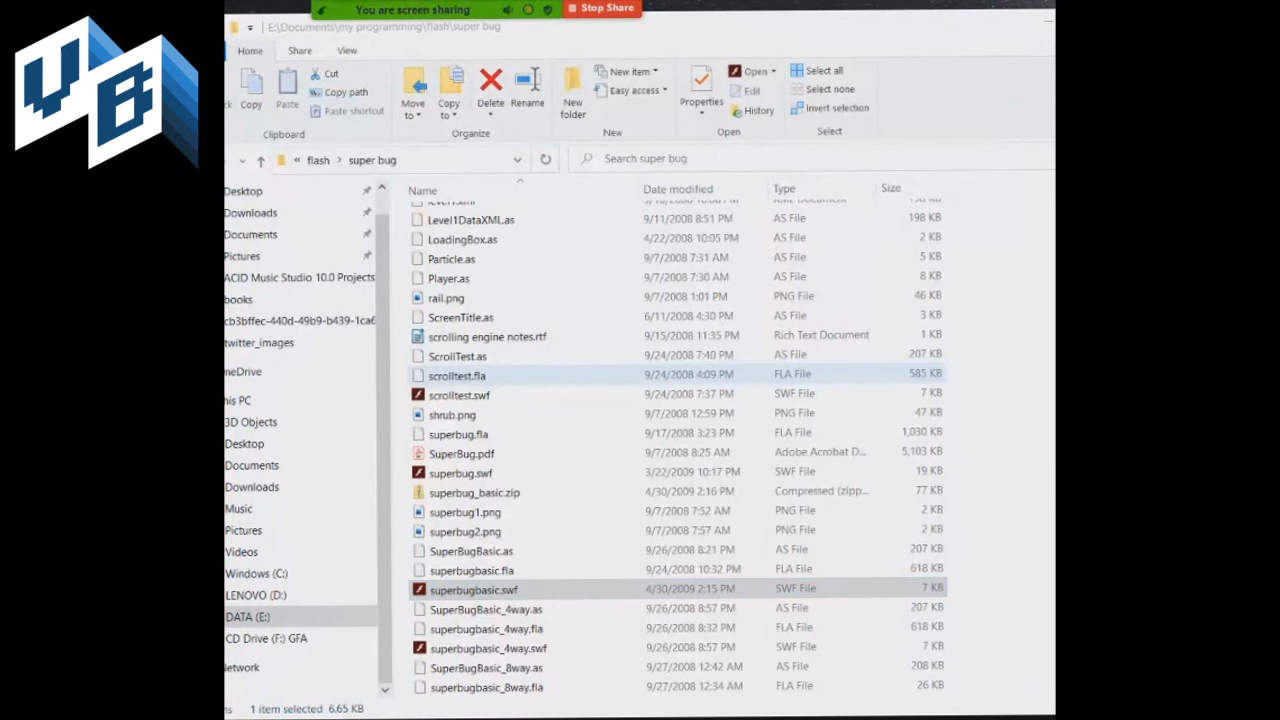 You are screen sharing
Stop Share
E:\Documents\my programming\flash\super bug
Home Share View
Copy
Paste
Cut
Copy path
Paste shortcut
Clipboard
Move to
Copy to
Delete
Rename
Organize
New folder
New item
Easy access
New
Properties
Open
Edit
History
Open
Select all
Select none
Invert selection
Select
« flash > super bug
Search super bug
Desktop
Downloads
Documents
Pictures
ACID Music Studio 10.0 Projects
books
cb3bffec-440d-49b9-b439-1ca6
twitter_images
neDrive
his PC
3D Objects
Desktop
Documents
Downloads
Music
Pictures
Videos
Windows (C:)
LENOVO (D:)
DATA (E:)
CD Drive (F:) GFA
etwork
Name Date modified Type Size
Level1DataXML.as 9/11/2008 8:51 PM AS File 198 KB
LoadingBox.as 4/22/2008 10:05 PM AS File 2 KB
Particle.as 9/7/2008 7:31 AM AS File 5 KB
Player.as 9/7/2008 7:30 AM AS File 8 KB
rail.png 9/7/2008 1:01 PM PNG File 46 KB
ScreenTitle.as 6/11/2008 4:30 PM AS File 3 KB
scrolling engine notes.rtf 9/15/2008 11:35 PM Rich Text Document 1 KB
ScrollTest.as 9/24/2008 7:40 PM AS File 207 KB
scrolltest.fla 9/24/2008 4:09 PM FLA File 585 KB
scrolltest.swf 9/24/2008 7:37 PM SWF File 7 KB
shrub.png 9/7/2008 12:59 PM PNG File 47 KB
superbug.fla 9/17/2008 3:23 PM FLA File 1,030 KB
SuperBug.pdf 9/7/2008 8:25 AM Adobe Acrobat D... 5,103 KB
superbug.swf 3/22/2009 10:17 PM SWF File 19 KB
superbug_basic.zip 4/30/2009 2:16 PM Compressed (zipp... 77 KB
superbug1.png 9/7/2008 7:52 AM PNG File 2 KB
superbug2.png 9/7/2008 7:57 AM PNG File 2 KB
SuperBugBasic.as 9/26/2008 8:21 PM AS File 207 KB
superbugbasic.fla 9/24/2008 10:32 PM FLA File 618 KB
superbugbasic.swf 4/30/2009 2:15 PM SWF File 7 KB
SuperBugBasic_4way.as 9/26/2008 8:57 PM AS File 207 KB
superbugbasic_4way.fla 9/26/2008 8:32 PM FLA File 618 KB
superbugbasic_4way.swf 9/26/2008 8:57 PM SWF File 7 KB
SuperBugBasic_8way.as 9/27/2008 12:42 AM AS File 208 KB
superbugbasic_8way.fla 9/27/2008 12:34 AM FLA File 26 KB
1 item selected 6.65 KB
VB